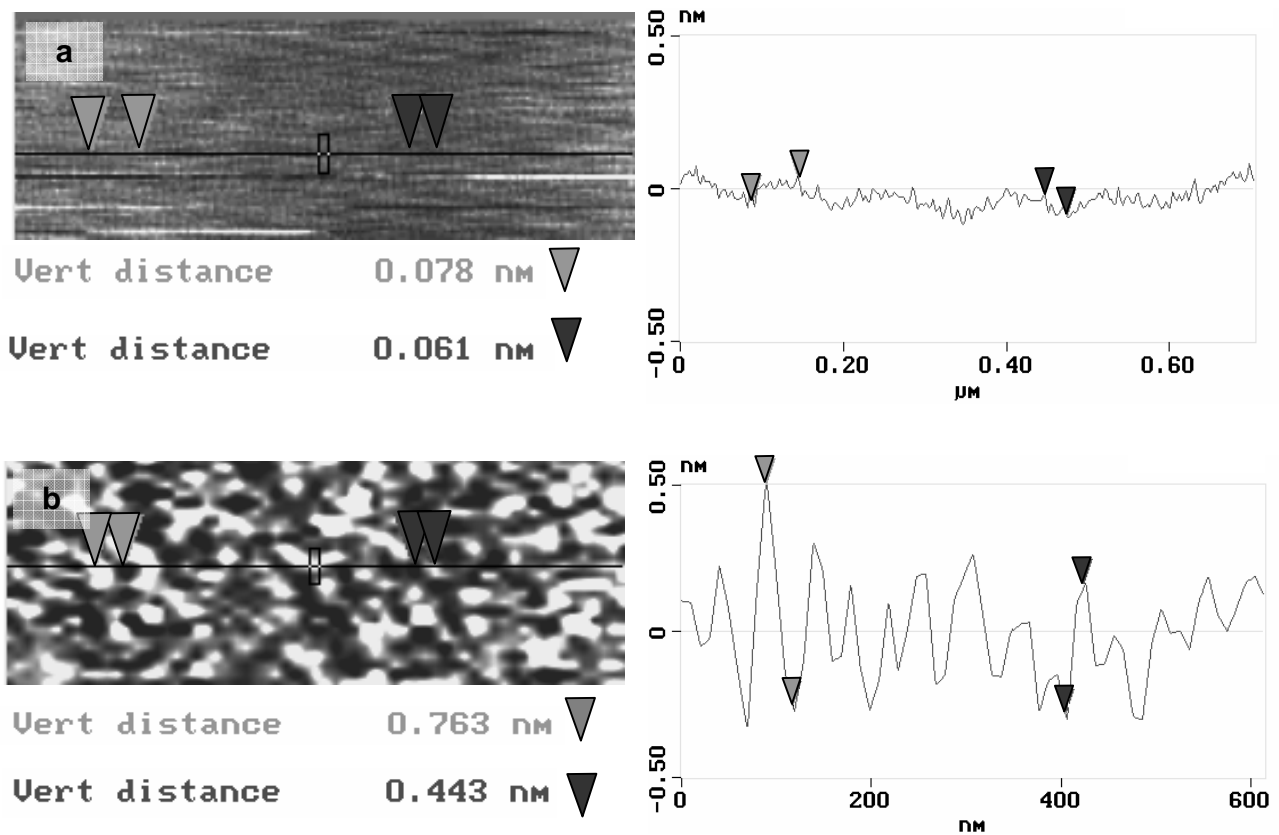 a
Vert distance 0.078 nм
Vert distance 0.061 nм
nм
0.50
0
-0.50
0 0.20 0.40 0.60
μм
b
Vert distance 0.763 nм
Vert distance 0.443 nм
nм
0.50
0
-0.50
0 200 400 600
nм